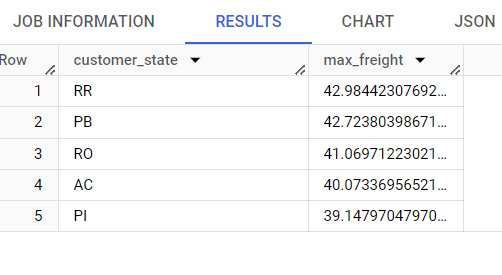 JOB INFORMATION RESULTS CHART JSON
Row customer_state max_freight
1 RR 42.98442307692...
2 PB 42.72380398671...
3 RO 41.06971223021...
4 AC 40.07336956521...
5 PI 39.14797047970...